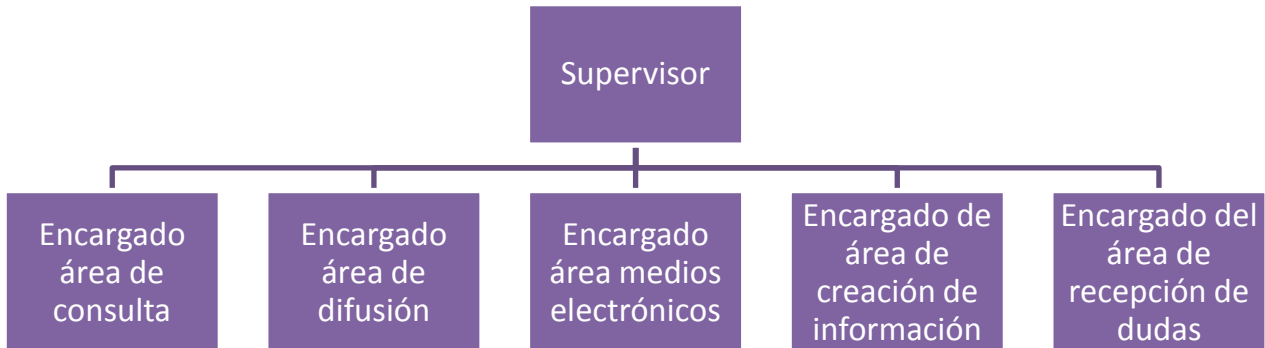 Supervisor
Encargado
área de
consulta
Encargado
área de
difusión
Encargado
área medios
electrónicos
Encargado de
área de
creación de
información
Encargado del
área de
recepción de
dudas